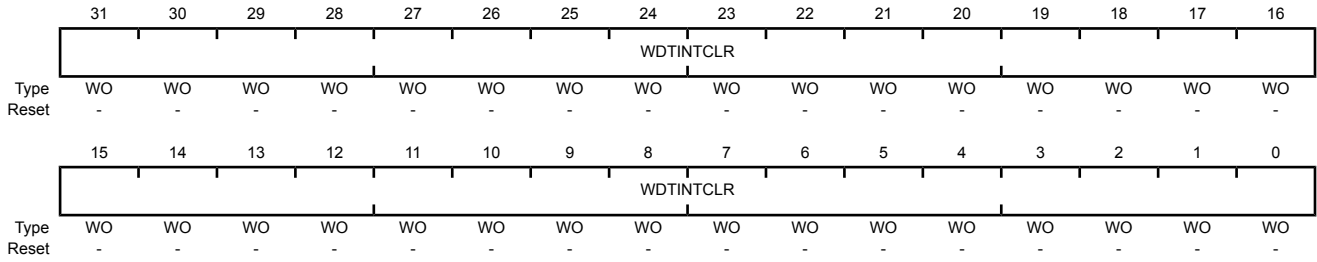 31 30 29 28 27 26 25 24 23 22 21 20 19 18 17 16
WDTINTCLR
Type WO WO WO WO WO WO WO WO WO WO WO WO WO WO WO WO
Reset - - - - - - - - - - - - - - - -
15 14 13 12 11 10 9 8 7 6 5 4 3 2 1 0
WDTINTCLR
Type WO WO WO WO WO WO WO WO WO WO WO WO WO WO WO WO
Reset - - - - - - - - - - - - - - - -